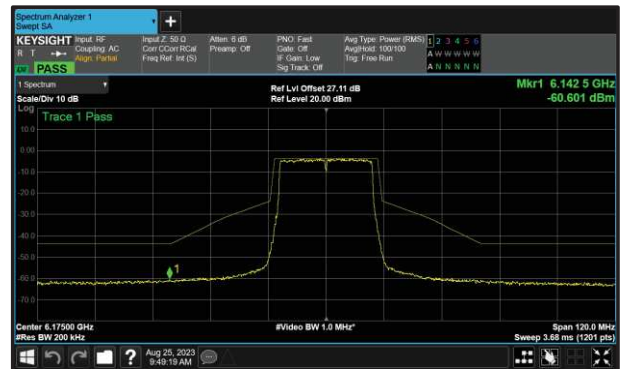 Spectrum Analyzer 1
Swept SA
KEYSIGHT
R T
PASS
Input: RF
Coupling: AC
Align: Partial
Input Z: 50 Ω
Corr CCorr RCal
Freq Ref: Int (S)
Atten: 6 dB
Preamp: Off
PNO: Fast
Gate: Off
IF Gain: Low
Sig Track: Off
Avg Type: Power (RMS)
Avg|Hold: 100/100
Trig: Free Run
1 2 3 4 5 6
A W W W W W
A N N N N N
1 Spectrum
Scale/Div 10 dB
Log
Ref Lvl Offset 27.11 dB
Ref Level 20.00 dBm
Mkr1 6.142 5 GHz
-60.601 dBm
Trace 1 Pass
10.0
0.00
-10.0
-20.0
-30.0
-40.0
-50.0
-60.0
-70.0
1
Center 6.17500 GHz
#Res BW 200 kHz
#Video BW 1.0 MHz*
Span 120.0 MHz
Sweep 3.68 ms (1201 pts)
?
Aug 25, 2023
9:49:19 AM